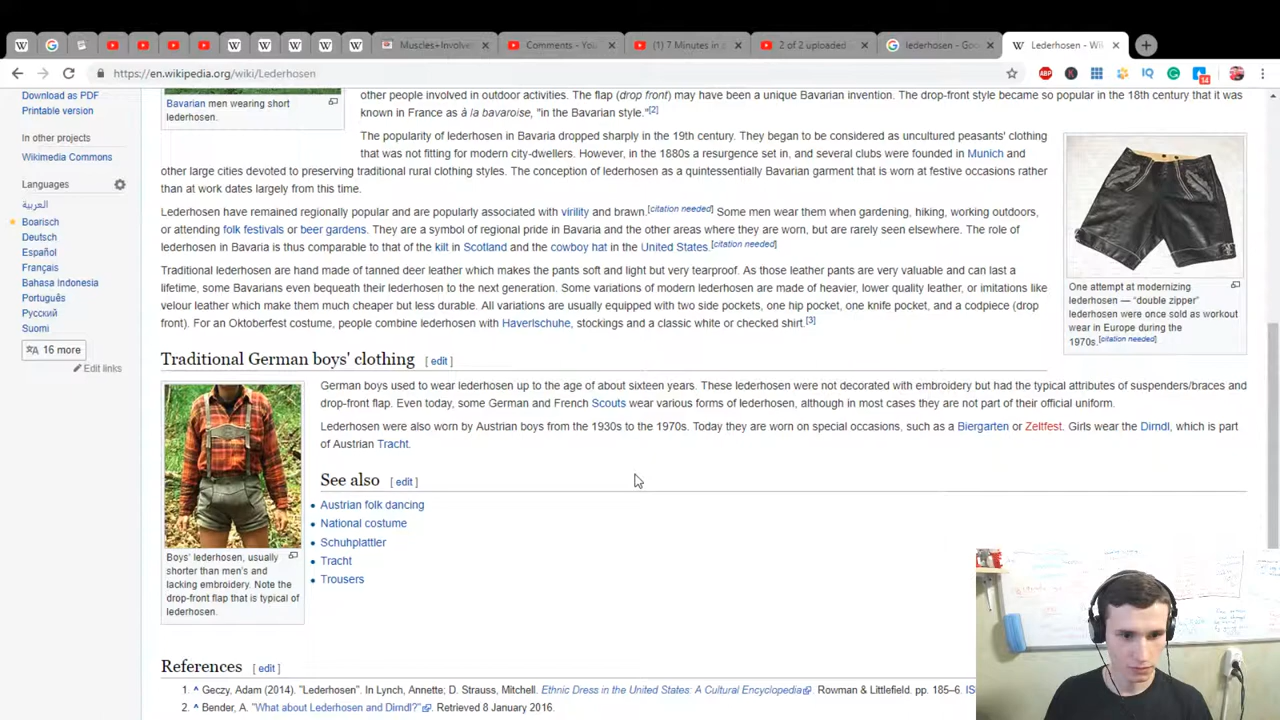 Muscles+Involve
Comments - You
(1) 7 Minutes in
2 of 2 uploaded
lederhosen - Goo
Lederhosen - Wi
https://en.wikipedia.org/wiki/Lederhosen
ABP
K
IQ
G
14
Download as PDF
Printable version
In other projects
Wikimedia Commons
Languages
العربية
Boarisch
Deutsch
Español
Français
Bahasa Indonesia
Português
Русский
Suomi
16 more
Edit links
Bavarian men wearing short
lederhosen.
other people involved in outdoor activities. The flap (drop front) may have been a unique Bavarian invention. The drop-front style became so popular in the 18th century that it was
known in France as à la bavaroise, "in the Bavarian style."[2]
The popularity of lederhosen in Bavaria dropped sharply in the 19th century. They began to be considered as uncultured peasants' clothing
that was not fitting for modern city-dwellers. However, in the 1880s a resurgence set in, and several clubs were founded in Munich and
other large cities devoted to preserving traditional rural clothing styles. The conception of lederhosen as a quintessentially Bavarian garment that is worn at festive occasions rather
than at work dates largely from this time.
Lederhosen have remained regionally popular and are popularly associated with virility and brawn.[citation needed] Some men wear them when gardening, hiking, working outdoors,
or attending folk festivals or beer gardens. They are a symbol of regional pride in Bavaria and the other areas where they are worn, but are rarely seen elsewhere. The role of
lederhosen in Bavaria is thus comparable to that of the kilt in Scotland and the cowboy hat in the United States.[citation needed]
Traditional lederhosen are hand made of tanned deer leather which makes the pants soft and light but very tearproof. As those leather pants are very valuable and can last a
lifetime, some Bavarians even bequeath their lederhosen to the next generation. Some variations of modern lederhosen are made of heavier, lower quality leather, or imitations like
velour leather which make them much cheaper but less durable. All variations are usually equipped with two side pockets, one hip pocket, one knife pocket, and a codpiece (drop
front). For an Oktoberfest costume, people combine lederhosen with Haverlschuhe, stockings and a classic white or checked shirt.[3]
One attempt at modernizing
lederhosen — "double zipper"
lederhosen were once sold as workout
wear in Europe during the
1970s.[citation needed]
Traditional German boys' clothing [ edit ]
German boys used to wear lederhosen up to the age of about sixteen years. These lederhosen were not decorated with embroidery but had the typical attributes of suspenders/braces and
drop-front flap. Even today, some German and French Scouts wear various forms of lederhosen, although in most cases they are not part of their official uniform.
Lederhosen were also worn by Austrian boys from the 1930s to the 1970s. Today they are worn on special occasions, such as a Biergarten or Zeltfest. Girls wear the Dirndl, which is part
of Austrian Tracht.
Boys' lederhosen, usually
shorter than men's and
lacking embroidery. Note the
drop-front flap that is typical of
lederhosen.
See also [ edit ]
Austrian folk dancing
National costume
Schuhplattler
Tracht
Trousers
References [ edit ]
1. ^ Geczy, Adam (2014). "Lederhosen". In Lynch, Annette; D. Strauss, Mitchell. Ethnic Dress in the United States: A Cultural Encyclopedia. Rowman & Littlefield. pp. 185–6. IS
2. ^ Bender, A. "What about Lederhosen and Dirndl?". Retrieved 8 January 2016.